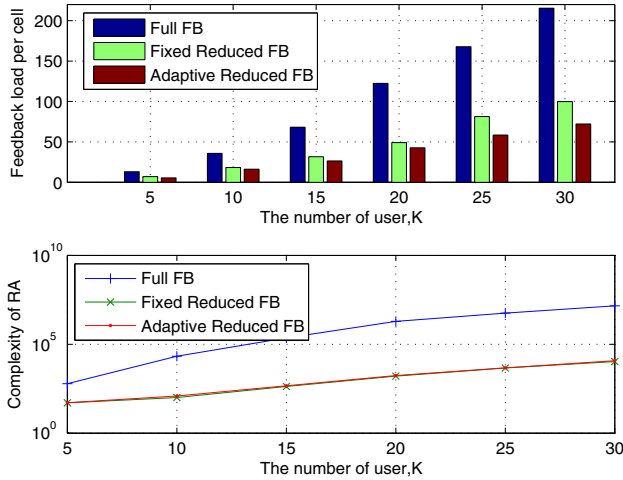 Feedback load per cell
200
150
100
50
0
Full FB
Fixed Reduced FB
Adaptive Reduced FB
5 10 15 20 25 30
The number of user,K
Complexity of RA
10^10
10^5
10^0
Full FB
Fixed Reduced FB
Adaptive Reduced FB
5 10 15 20 25 30
The number of user,K